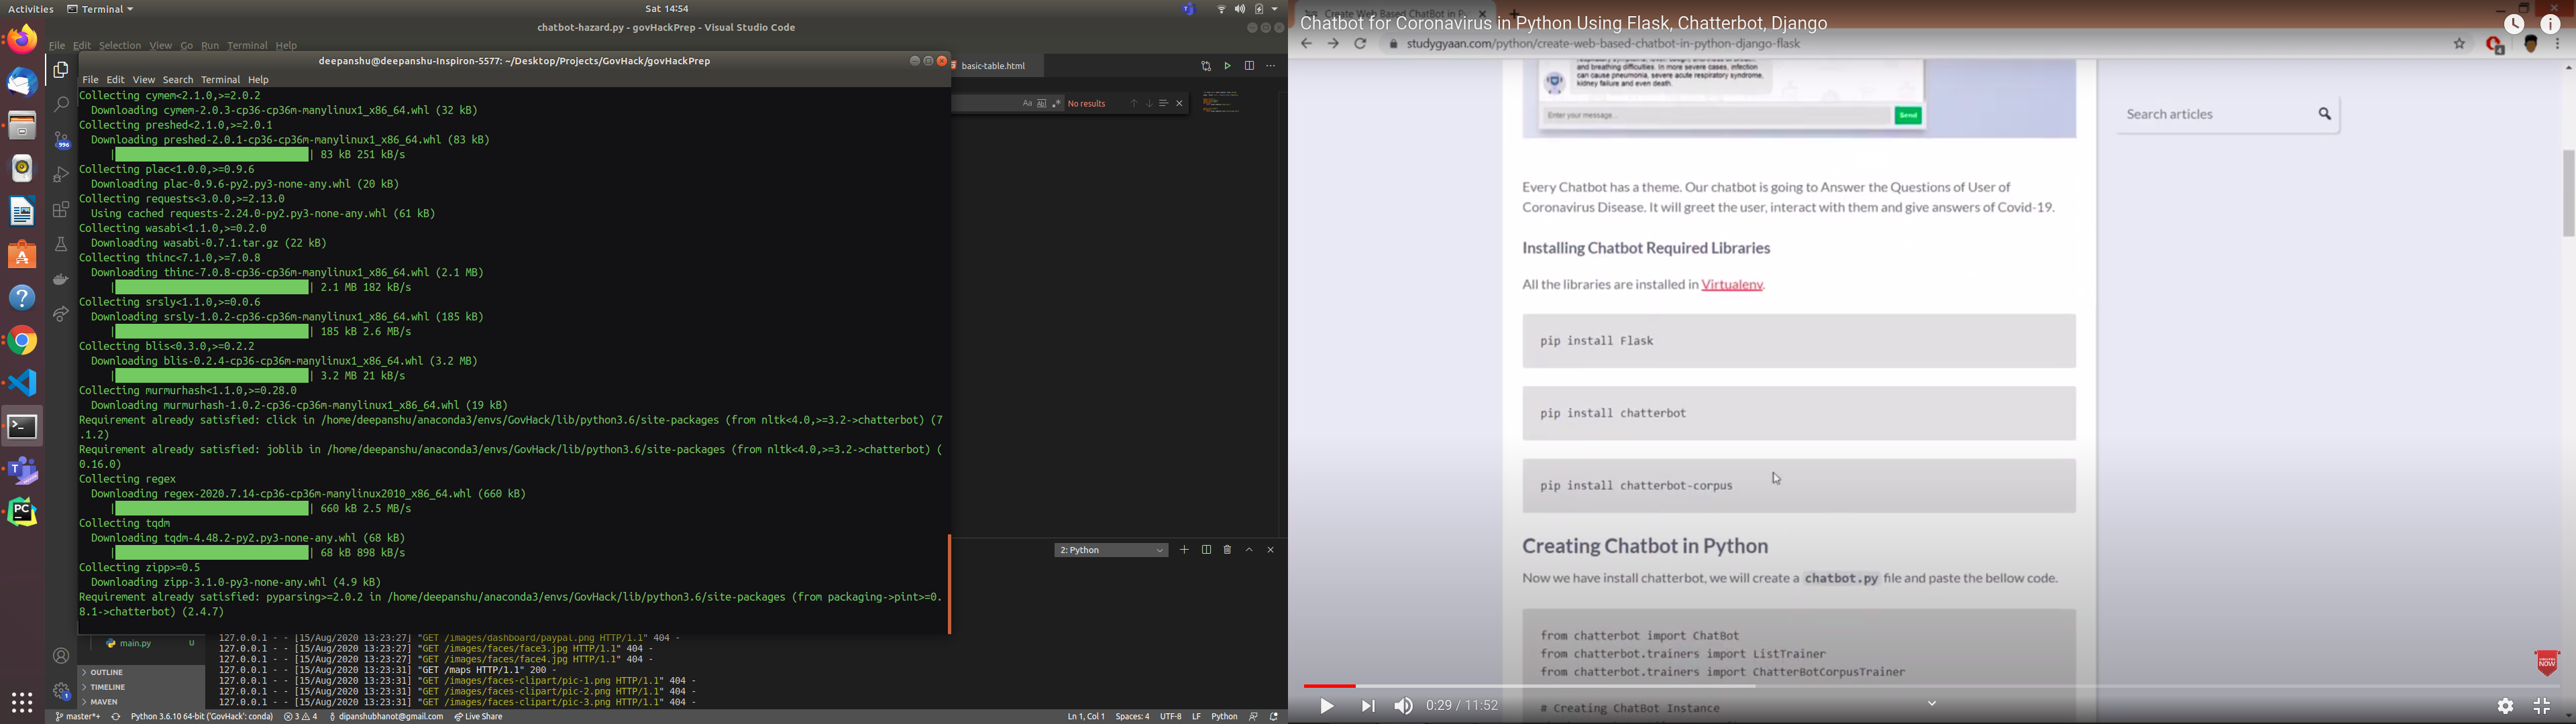 Activities
Terminal
Sat 14:54
chatbot-hazard.py - govHackPrep - Visual Studio Code
File Edit Selection View Go Run Terminal Help
deepanshu@deepanshu-Inspiron-5577: ~/Desktop/Projects/GovHack/govHackPrep
File Edit View Search Terminal Help
Collecting cymem<2.1.0,>=2.0.2
Downloading cymem-2.0.3-cp36-cp36m-manylinux1_x86_64.whl (32 kB)
Collecting preshed<2.1.0,>=2.0.1
Downloading preshed-2.0.1-cp36-cp36m-manylinux1_x86_64.whl (83 kB)
| | 83 kB 251 kB/s
Collecting plac<1.0.0,>=0.9.6
Downloading plac-0.9.6-py2.py3-none-any.whl (20 kB)
Collecting requests<3.0.0,>=2.13.0
Using cached requests-2.24.0-py2.py3-none-any.whl (61 kB)
Collecting wasabi<1.1.0,>=0.2.0
Downloading wasabi-0.7.1.tar.gz (22 kB)
Collecting thinc<7.1.0,>=7.0.8
Downloading thinc-7.0.8-cp36-cp36m-manylinux1_x86_64.whl (2.1 MB)
| | 2.1 MB 182 kB/s
Collecting srsly<1.1.0,>=0.0.6
Downloading srsly-1.0.2-cp36-cp36m-manylinux1_x86_64.whl (185 kB)
| | 185 kB 2.6 MB/s
Collecting blis<0.3.0,>=0.2.2
Downloading blis-0.2.4-cp36-cp36m-manylinux1_x86_64.whl (3.2 MB)
| | 3.2 MB 21 kB/s
Collecting murmurhash<1.1.0,>=0.28.0
Downloading murmurhash-1.0.2-cp36-cp36m-manylinux1_x86_64.whl (19 kB)
Requirement already satisfied: click in /home/deepanshu/anaconda3/envs/GovHack/lib/python3.6/site-packages (from nltk<4.0,>=3.2->chatterbot) (7
.1.2)
Requirement already satisfied: joblib in /home/deepanshu/anaconda3/envs/GovHack/lib/python3.6/site-packages (from nltk<4.0,>=3.2->chatterbot) (
0.16.0)
Collecting regex
Downloading regex-2020.7.14-cp36-cp36m-manylinux2010_x86_64.whl (660 kB)
| | 660 kB 2.5 MB/s
Collecting tqdm
Downloading tqdm-4.48.2-py2.py3-none-any.whl (68 kB)
| | 68 kB 898 kB/s
Collecting zipp>=0.5
Downloading zipp-3.1.0-py3-none-any.whl (4.9 kB)
Requirement already satisfied: pyparsing>=2.0.2 in /home/deepanshu/anaconda3/envs/GovHack/lib/python3.6/site-packages (from packaging->pint>=0.
8.1->chatterbot) (2.4.7)
basic-table.html
Aa Ab| .* No results
996
2: Python
main.py U
OUTLINE
TIMELINE
MAVEN
127.0.0.1 - - [15/Aug/2020 13:23:27] "GET /images/dashboard/paypal.png HTTP/1.1" 404 -
127.0.0.1 - - [15/Aug/2020 13:23:27] "GET /images/faces/face3.jpg HTTP/1.1" 404 -
127.0.0.1 - - [15/Aug/2020 13:23:27] "GET /images/faces/face4.jpg HTTP/1.1" 404 -
127.0.0.1 - - [15/Aug/2020 13:23:31] "GET /maps HTTP/1.1" 200 -
127.0.0.1 - - [15/Aug/2020 13:23:31] "GET /images/faces-clipart/pic-1.png HTTP/1.1" 404 -
127.0.0.1 - - [15/Aug/2020 13:23:31] "GET /images/faces-clipart/pic-2.png HTTP/1.1" 404 -
127.0.0.1 - - [15/Aug/2020 13:23:31] "GET /images/faces-clipart/pic-3.png HTTP/1.1" 404 -
1
master*+ Python 3.6.10 64-bit ('GovHack': conda) 3 4 dipanshubhanot@gmail.com Live Share
Ln 1, Col 1 Spaces: 4 UTF-8 LF Python
Create Web Based ChatBot in P
Chatbot for Coronavirus in Python Using Flask, Chatterbot, Django
studygyaan.com/python/create-web-based-chatbot-in-python-django-flask
4
and breathing difficulties. In more severe cases, infection
can cause pneumonia, severe acute respiratory syndrome,
kidney failure and even death.
Enter your message... Send
Search articles
Every Chatbot has a theme. Our chatbot is going to Answer the Questions of User of
Coronavirus Disease. It will greet the user, interact with them and give answers of Covid-19.
Installing Chatbot Required Libraries
All the libraries are installed in Virtualenv.
pip install Flask
pip install chatterbot
pip install chatterbot-corpus
Creating Chatbot in Python
Now we have install chatterbot, we will create a chatbot.py file and paste the bellow code.
from chatterbot import ChatBot
from chatterbot.trainers import ListTrainer
from chatterbot.trainers import ChatterBotCorpusTrainer
# Creating ChatBot Instance
NOW
0:29 / 11:52